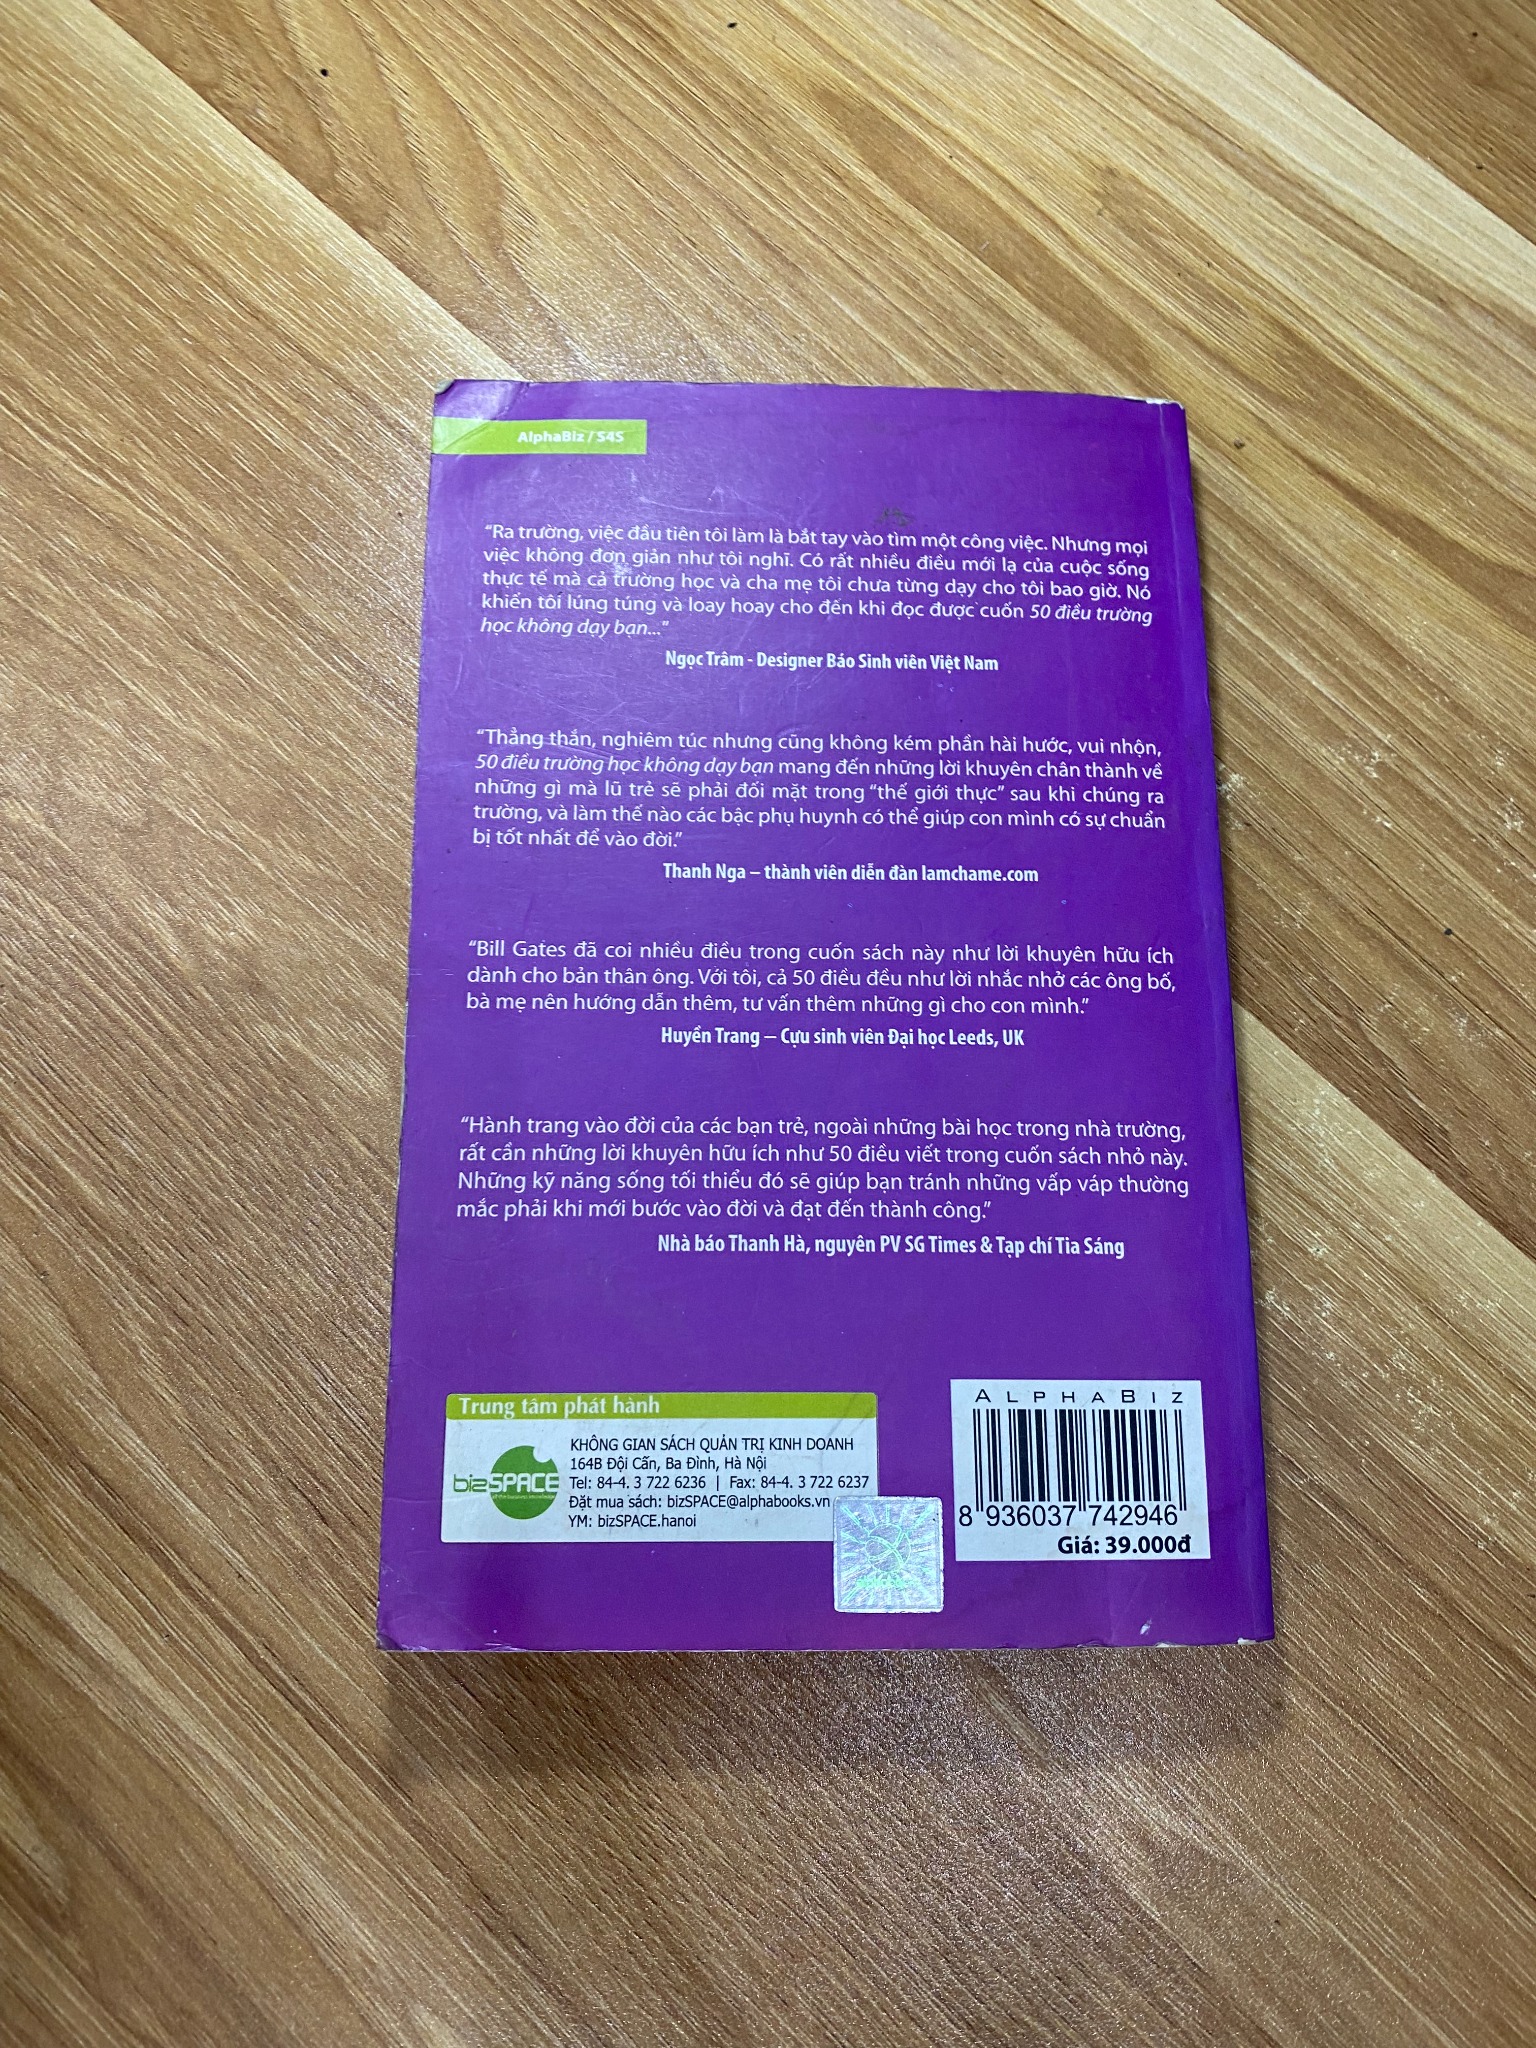 AlphaBiz / S4S
“Ra trường, việc đầu tiên tôi làm là bắt tay vào tìm một công việc. Nhưng mọi
việc không đơn giản như tôi nghĩ. Có rất nhiều điều mới lạ của cuộc sống
thực tế mà cả trường học và cha mẹ tôi chưa từng dạy cho tôi bao giờ. Nó
khiến tôi lúng túng và loay hoay cho đến khi đọc được cuốn 50 điều trường
học không dạy bạn...”
Ngọc Trâm - Designer Báo Sinh viên Việt Nam
“Thẳng thắn, nghiêm túc nhưng cũng không kém phần hài hước, vui nhộn,
50 điều trường học không dạy bạn mang đến những lời khuyên chân thành về
những gì mà lũ trẻ sẽ phải đối mặt trong “thế giới thực” sau khi chúng ra
trường, và làm thế nào các bậc phụ huynh có thể giúp con mình có sự chuẩn
bị tốt nhất để vào đời.”
Thanh Nga – thành viên diễn đàn lamchame.com
“Bill Gates đã coi nhiều điều trong cuốn sách này như lời khuyên hữu ích
dành cho bản thân ông. Với tôi, cả 50 điều đều như lời nhắc nhở các ông bố,
bà mẹ nên hướng dẫn thêm, tư vấn thêm những gì cho con mình.”
Huyền Trang – Cựu sinh viên Đại học Leeds, UK
“Hành trang vào đời của các bạn trẻ, ngoài những bài học trong nhà trường,
rất cần những lời khuyên hữu ích như 50 điều viết trong cuốn sách nhỏ này.
Những kỹ năng sống tối thiểu đó sẽ giúp bạn tránh những vấp váp thường
mắc phải khi mới bước vào đời và đạt đến thành công.”
Nhà báo Thanh Hà, nguyên PV SG Times & Tạp chí Tia Sáng
Trung tâm phát hành
bizSPACE
KHÔNG GIAN SÁCH QUẢN TRỊ KINH DOANH
164B Đội Cấn, Ba Đình, Hà Nội
Tel: 84-4. 3 722 6236 | Fax: 84-4. 3 722 6237
Đặt mua sách: bizSPACE@alphabooks.vn
YM: bizSPACE.hanoi
ALPHABIZ
8 936037 742946
Giá: 39.000đ